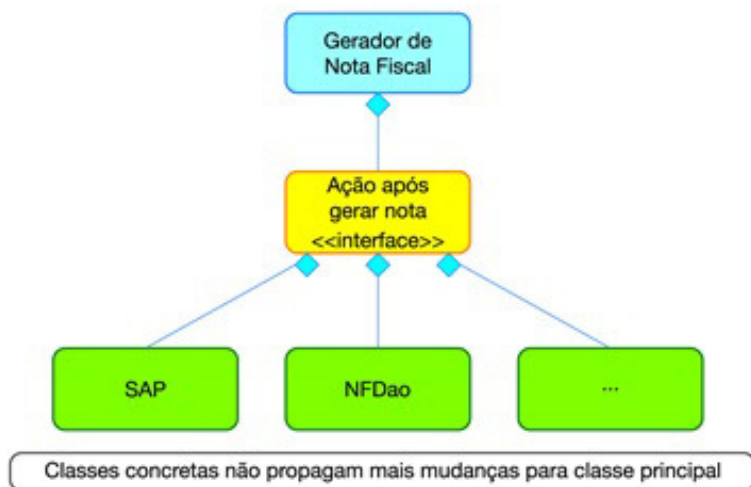 Gerador de
Nota Fiscal
Ação após
gerar nota
<<interface>>
SAP
NFDao
...
Classes concretas não propagam mais mudanças para classe principal